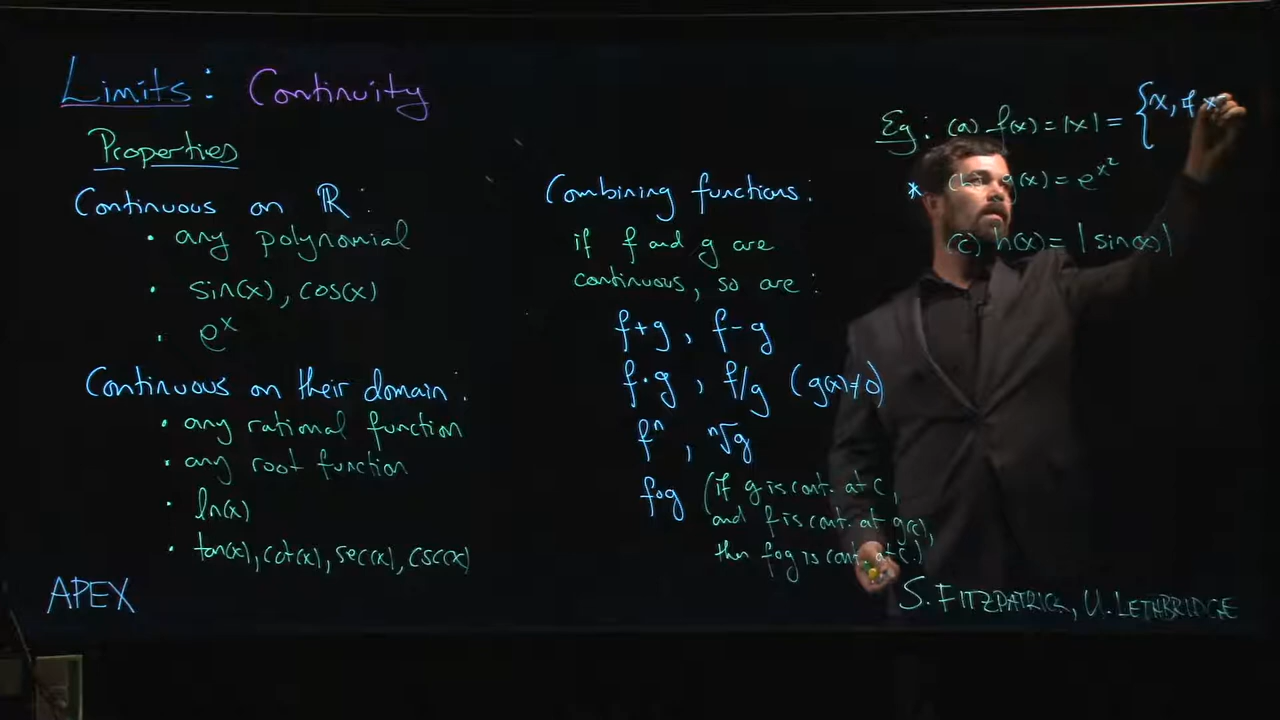 Limits: Continuity
Properties
Continuous on ℝ:
• any polynomial
• sin(x), cos(x)
• eˣ
Continuous on their domain:
• any rational function
• any root function
• ln(x)
• tan(x), cot(x), sec(x), csc(x)
APEX
Combining functions:
if f and g are
continuous, so are:
f+g, f-g
f·g, f/g (g(x)≠0)
fⁿ, ⁿ√g
f∘g (if g is cont. at c,
and f is cont. at g(c),
then f∘g is cont. at c.)
Eg: (a) f(x) = |x| = {x, if x
* (b) g(x) = e^{x²}
(c) h(x) = |sin(x)|
S. FITZPATRICK, U. LETHBRIDGE